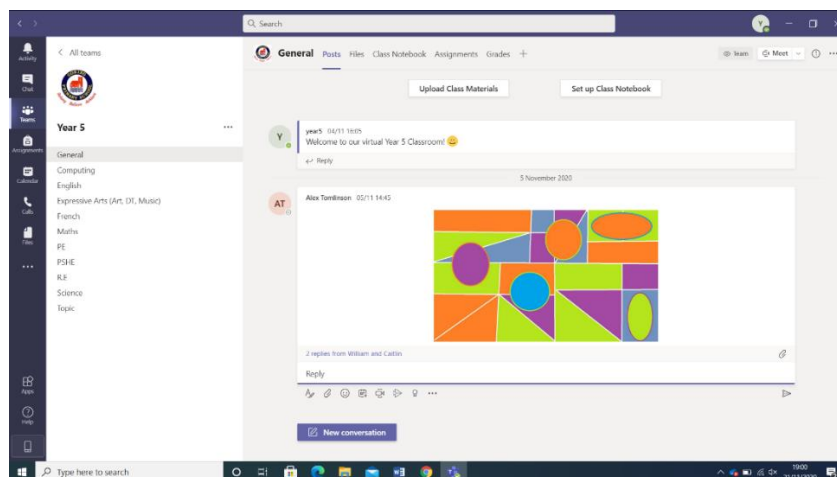 Search
Y
Activity
Chat
Teams
Assignments
Calendar
Calls
Files
Apps
Help
All teams
Year 5
General
Computing
English
Expressive Arts (Art, DT, Music)
French
Maths
PE
PSHE
R.E
Science
Topic
General Posts Files Class Notebook Assignments Grades
Team
Meet
Upload Class Materials
Set up Class Notebook
Y
year5 04/11 16:05
Welcome to our virtual Year 5 Classroom!
Reply
5 November 2020
AT
Alex Tomlinson 05/11 14:45
2 replies from William and Caitlin
Reply
New conversation
Type here to search
19:00